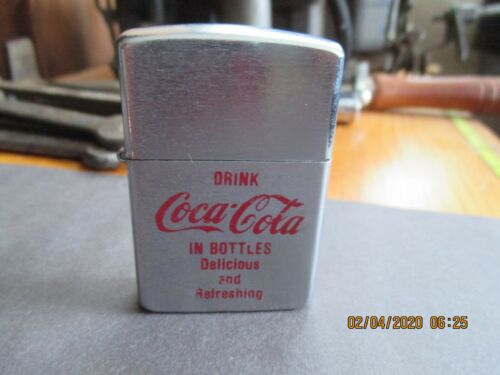 DRINK
Coca-Cola
IN BOTTLES
Delicious
and
Refreshing
02/04/2020 06:25